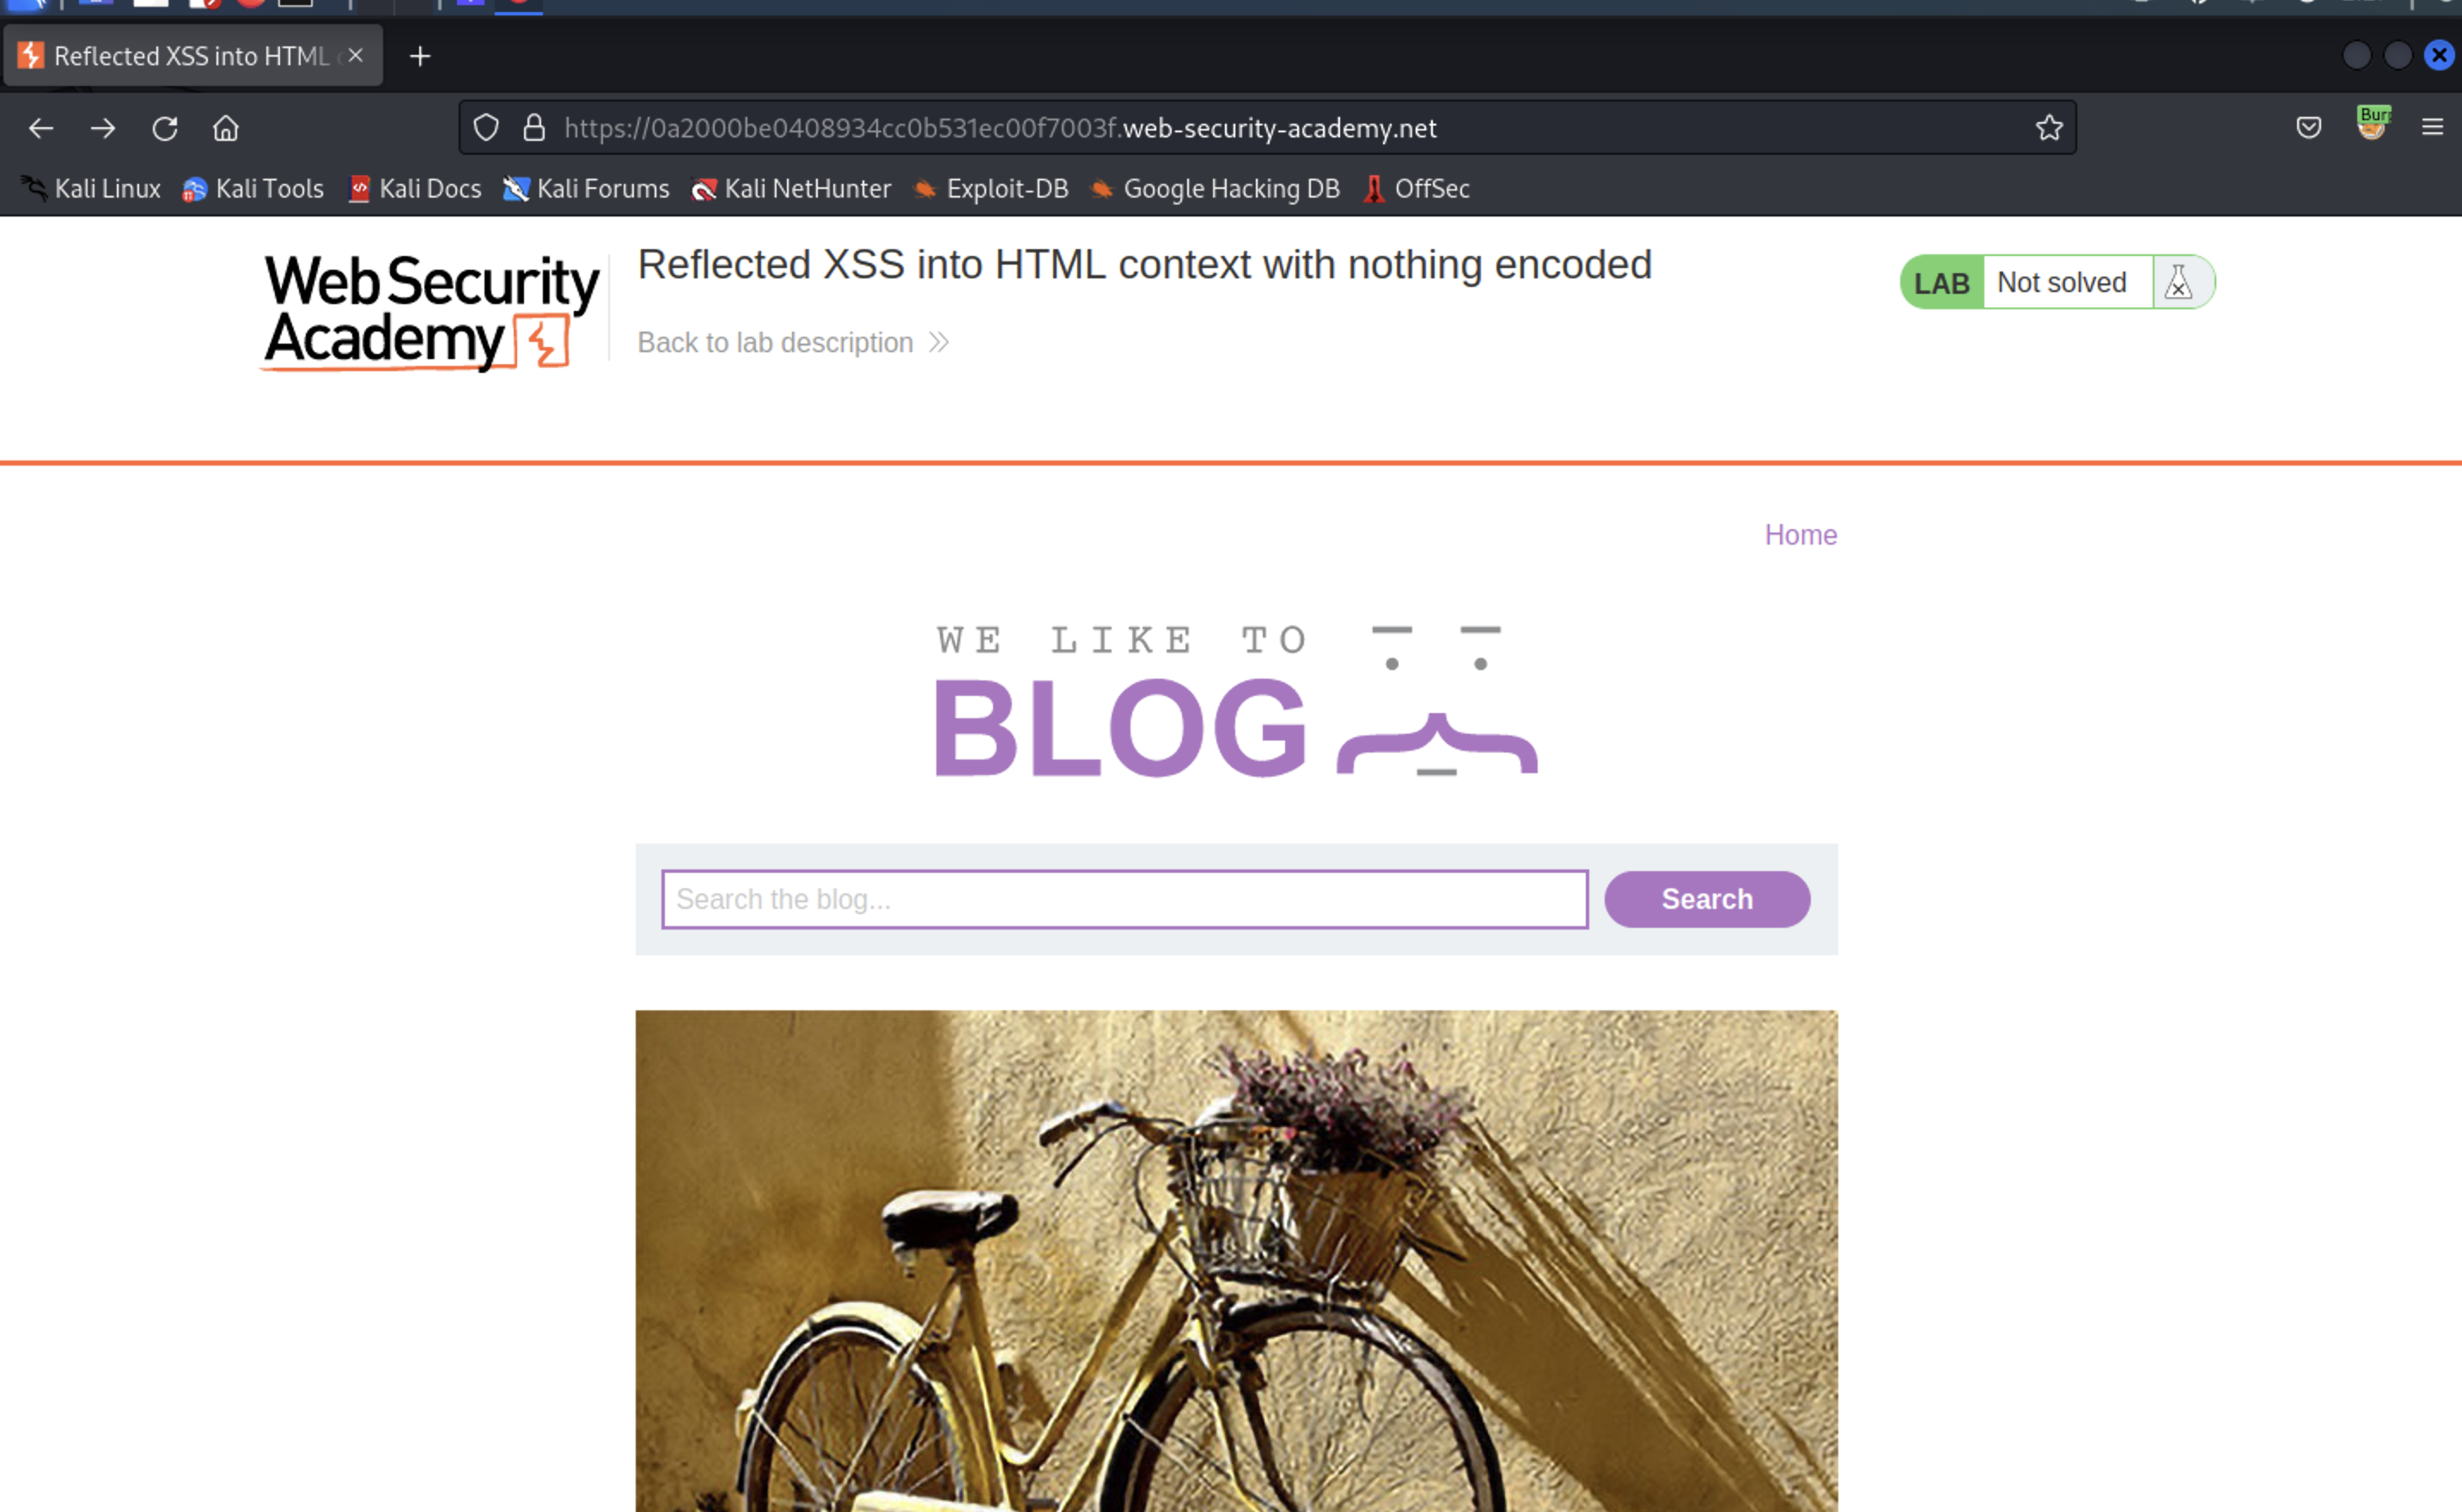 Reflected XSS into HTML
https://0a2000be0408934cc0b531ec00f7003f.web-security-academy.net
Bur
Kali Linux Kali Tools Kali Docs Kali Forums Kali NetHunter Exploit-DB Google Hacking DB OffSec
Web Security
Academy
Reflected XSS into HTML context with nothing encoded
LAB Not solved
Back to lab description
Home
WE LIKE TO
BLOG
Search the blog...
Search